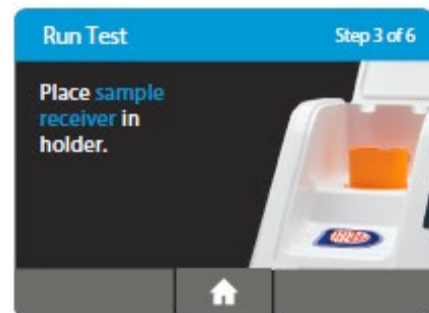 Run Test
Step 3 of 6
Place sample
receiver in
holder.